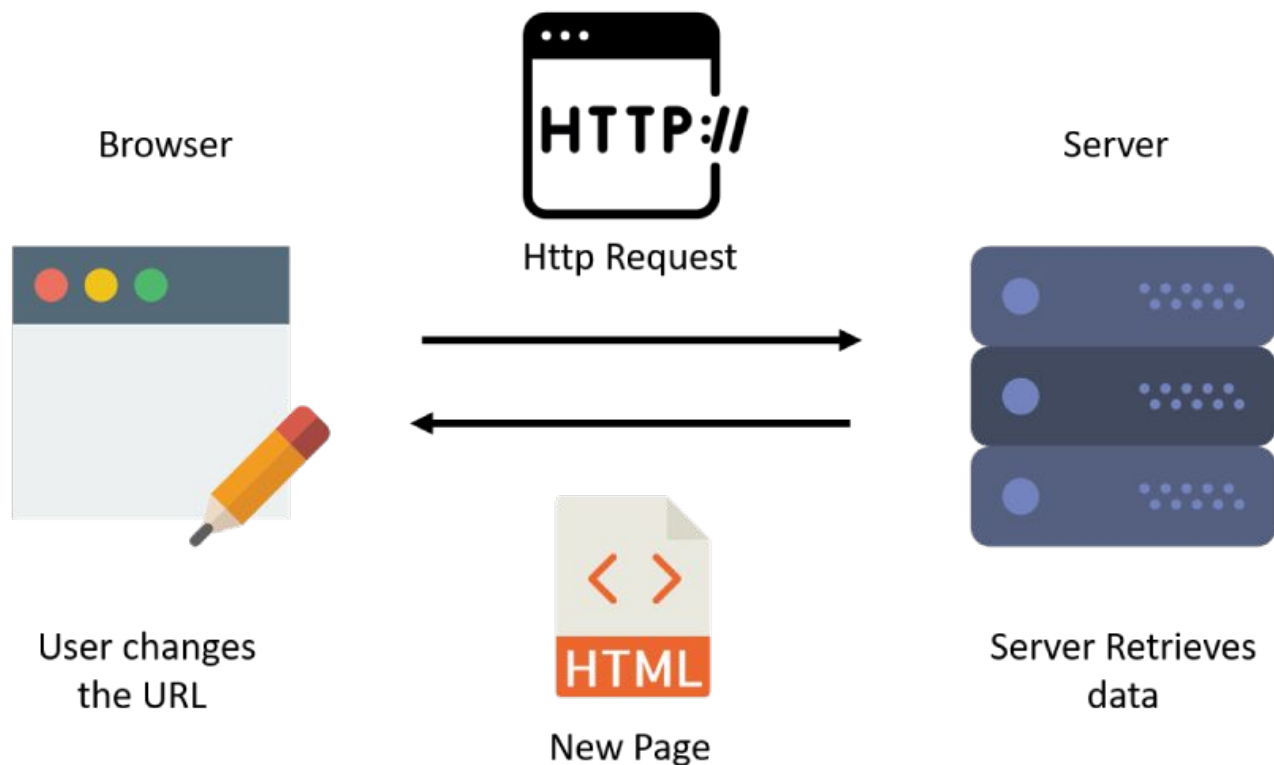 HTTP://
Browser
Server
Http Request
User changes
the URL
HTML
New Page
Server Retrieves
data